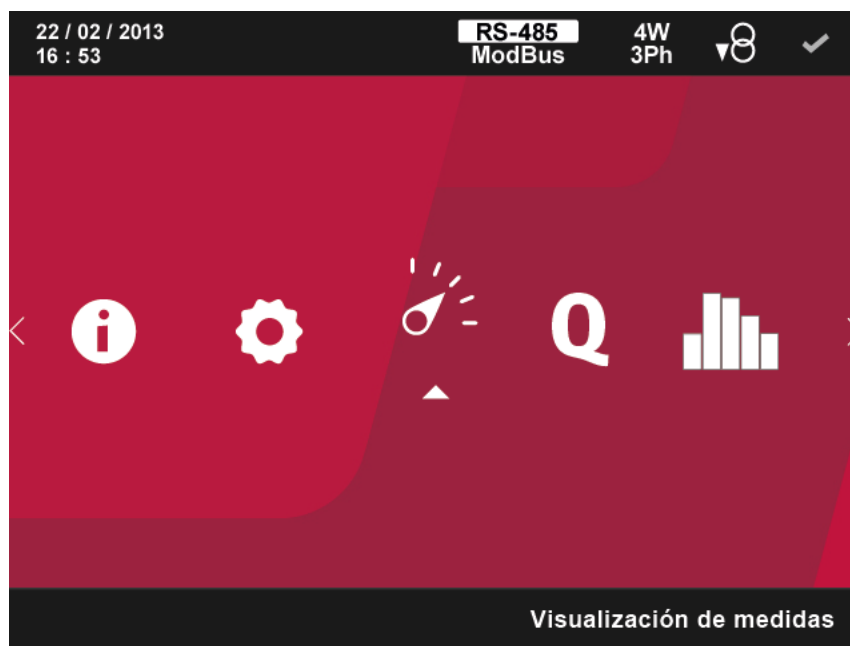 22 / 02 / 2013
16 : 53
RS-485
ModBus
4W
3Ph
Q
Visualización de medidas